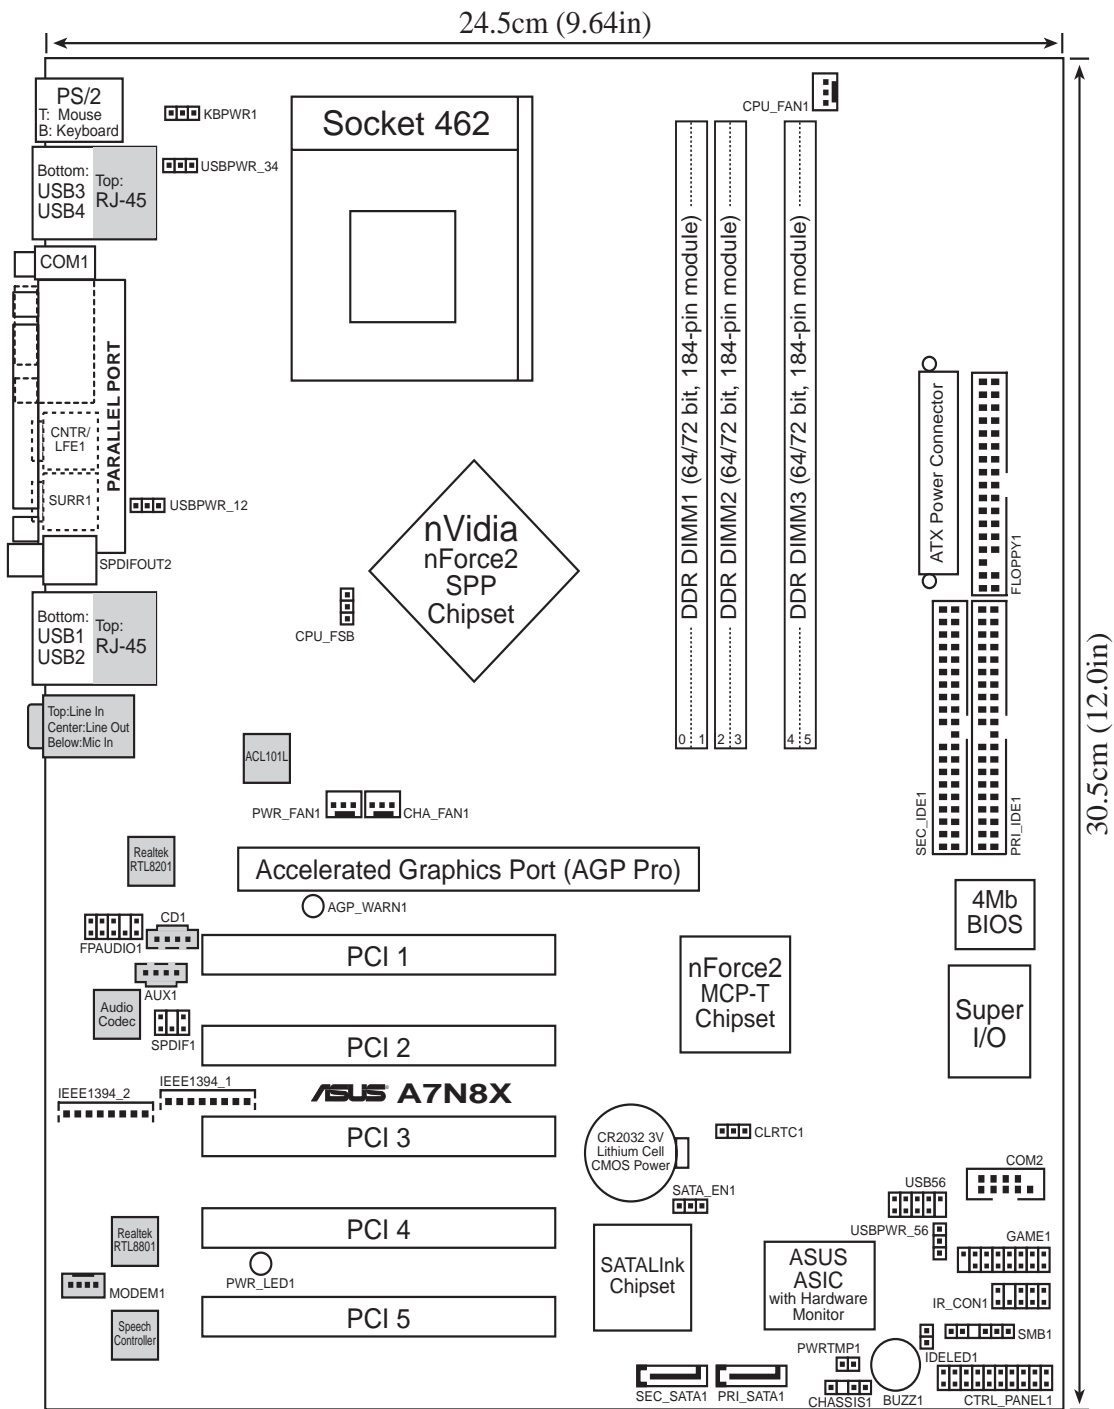 24.5cm (9.64in)
PS/2
T: Mouse
B: Keyboard
KBPWR1
Socket 462
CPU_FAN1
USBPWR_34
Bottom:
USB3
USB4
Top:
RJ-45
COM1
PARALLEL PORT
CNTR/
LFE1
SURR1
USBPWR_12
SPDIFOUT2
DDR DIMM1 (64/72 bit, 184-pin module)
DDR DIMM2 (64/72 bit, 184-pin module)
DDR DIMM3 (64/72 bit, 184-pin module)
0 1
2 3
4 5
ATX Power Connector
FLOPPY1
nVidia
nForce2
SPP
Chipset
CPU_FSB
Bottom:
USB1
USB2
Top:
RJ-45
Top:Line In
Center:Line Out
Below:Mic In
ACL101L
PWR_FAN1
CHA_FAN1
SEC_IDE1
PRI_IDE1
30.5cm (12.0in)
Realtek
RTL8201
Accelerated Graphics Port (AGP Pro)
AGP_WARN1
4Mb
BIOS
FPAUDIO1
CD1
PCI 1
AUX1
nForce2
MCP-T
Chipset
Super
I/O
Audio
Codec
SPDIF1
PCI 2
IEEE1394_2
IEEE1394_1
ASUS A7N8X
PCI 3
CR2032 3V
Lithium Cell
CMOS Power
CLRTC1
SATA_EN1
COM2
USB56
USBPWR_56
GAME1
Realtek
RTL8801
PCI 4
PWR_LED1
MODEM1
SATALInk
Chipset
ASUS
ASIC
with Hardware
Monitor
IR_CON1
Speech
Controller
PCI 5
SMB1
PWRTMP1
IDELED1
SEC_SATA1
PRI_SATA1
CHASSIS1
BUZZ1
CTRL_PANEL1